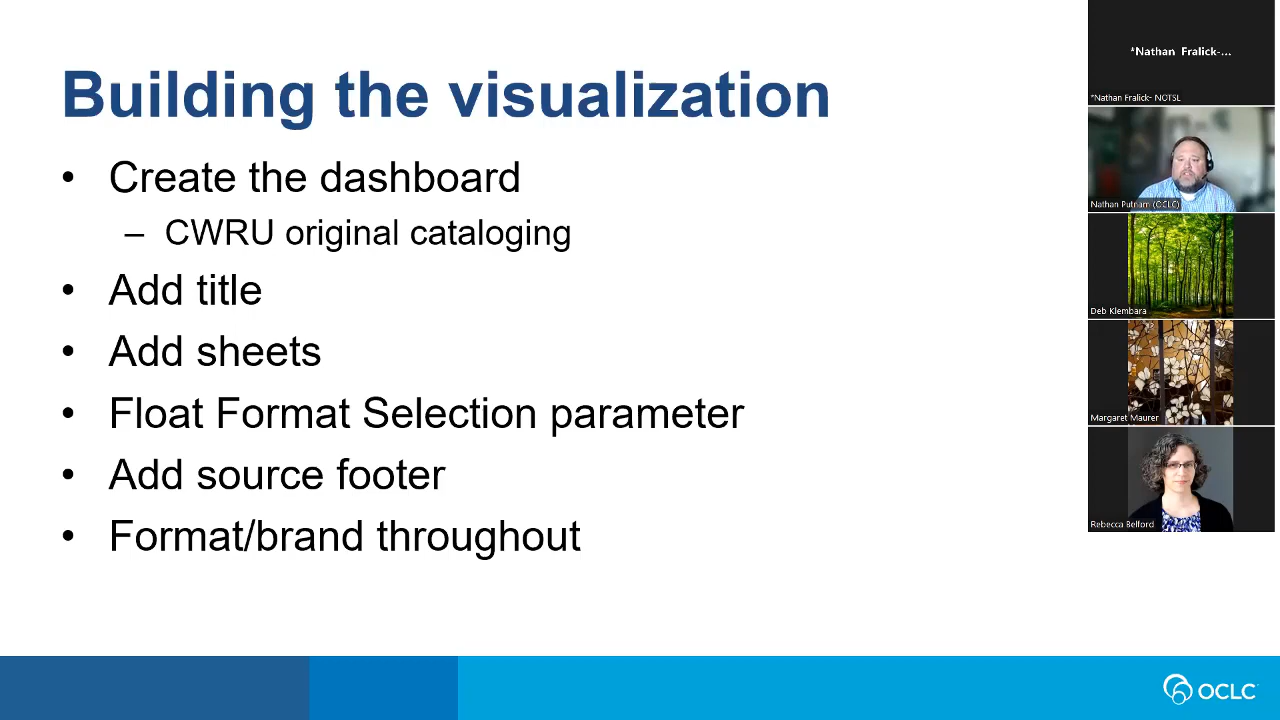 Building the visualization
• Create the dashboard
– CWRU original cataloging
• Add title
• Add sheets
• Float Format Selection parameter
• Add source footer
• Format/brand throughout
*Nathan Fralick-...
*Nathan Fralick- NOTSL
Nathan Putnam (OCLC)
Deb Klembara
Margaret Maurer
Rebecca Belford
OCLC